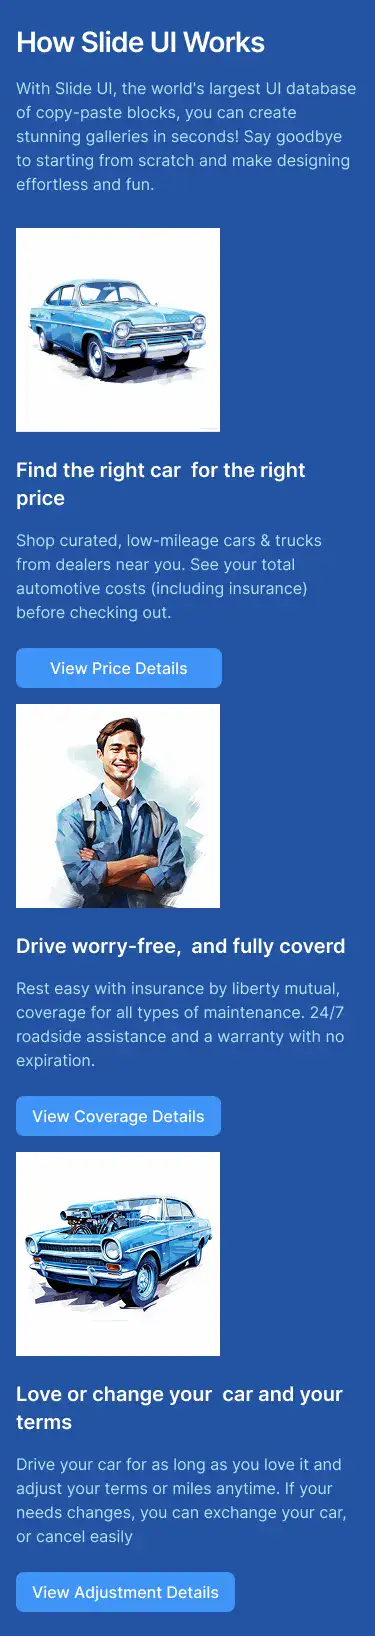 How Slide UI Works
With Slide UI, the world's largest UI database
of copy-paste blocks, you can create
stunning galleries in seconds! Say goodbye
to starting from scratch and make designing
effortless and fun.
Find the right car  for the right
price
Shop curated, low-mileage cars & trucks
from dealers near you. See your total
automotive costs (including insurance)
before checking out.
View Price Details
Drive worry-free,  and fully coverd
Rest easy with insurance by liberty mutual,
coverage for all types of maintenance. 24/7
roadside assistance and a warranty with no
expiration.
View Coverage Details
Love or change your  car and your
terms
Drive your car for as long as you love it and
adjust your terms or miles anytime. If your
needs changes, you can exchange your car,
or cancel easily
View Adjustment Details